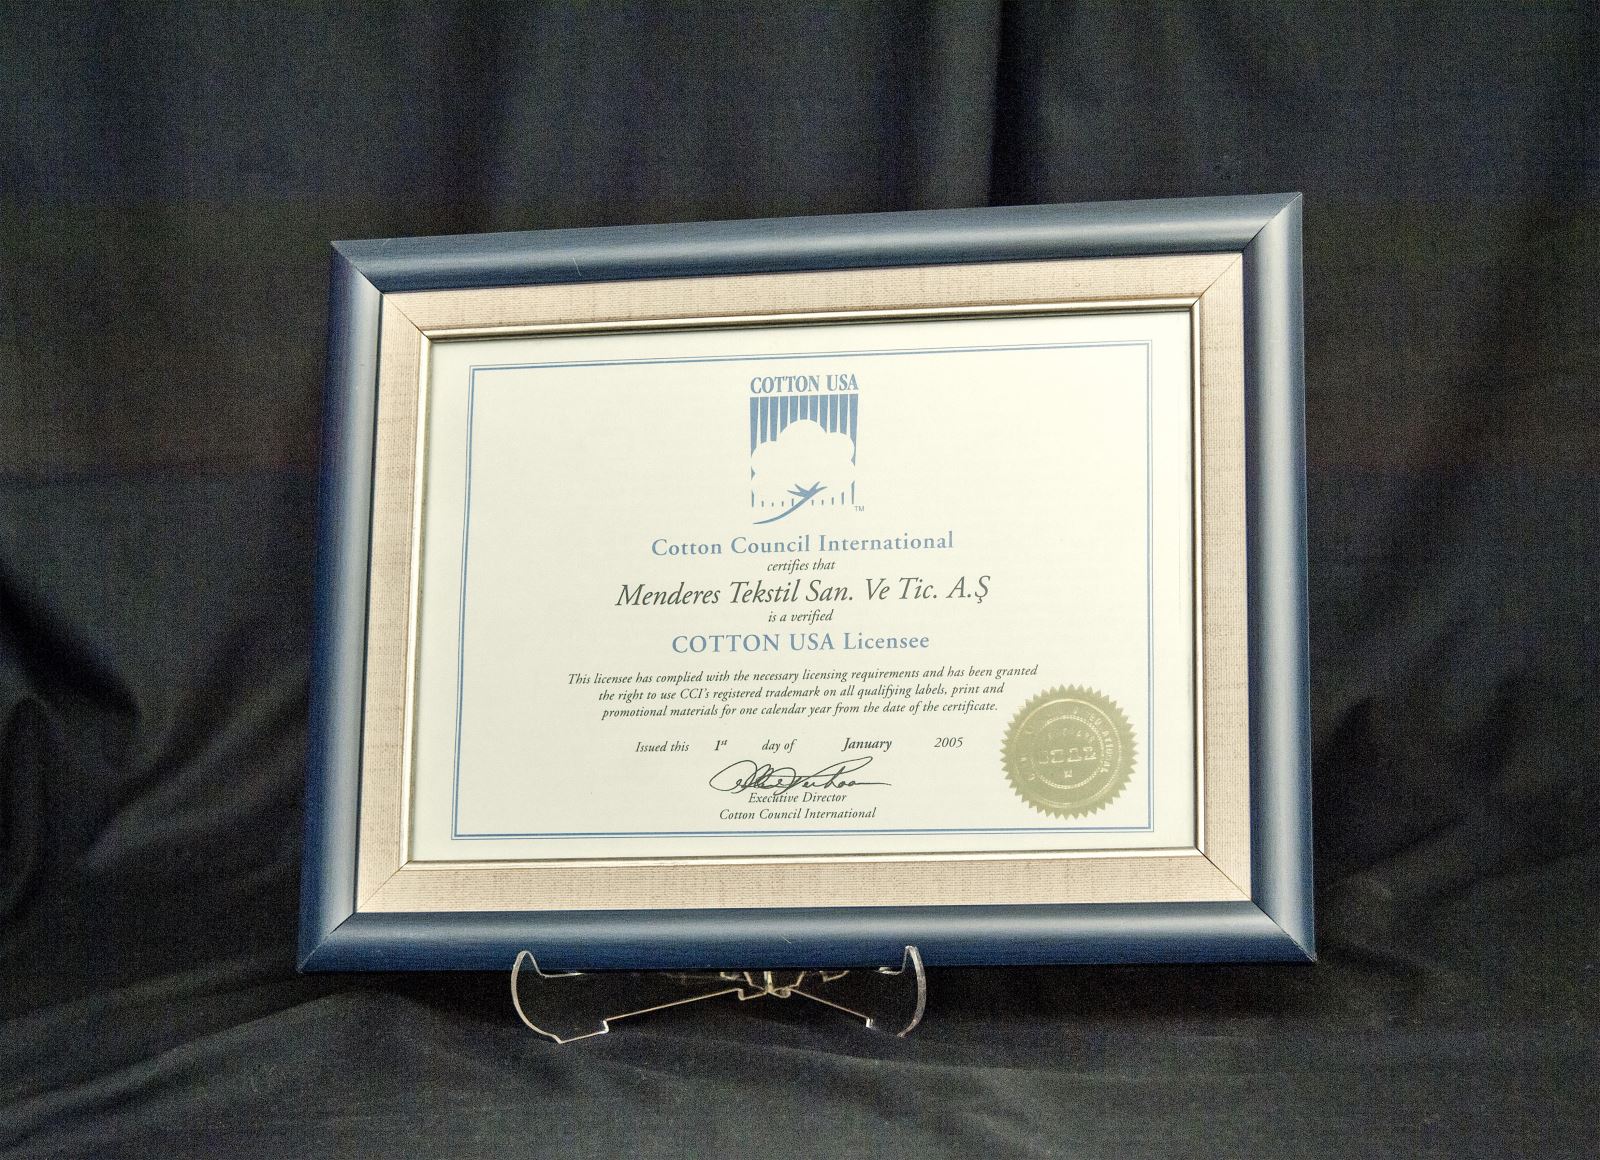 COTTON USA
TM
Cotton Council International
certifies that
Menderes Tekstil San. Ve Tic. A.Ş
is a verified
COTTON USA Licensee
This licensee has complied with the necessary licensing requirements and has been granted
the right to use CCI's registered trademark on all qualifying labels, print and
promotional materials for one calendar year from the date of the certificate.
Issued this 1st day of January 2005
Executive Director
Cotton Council International